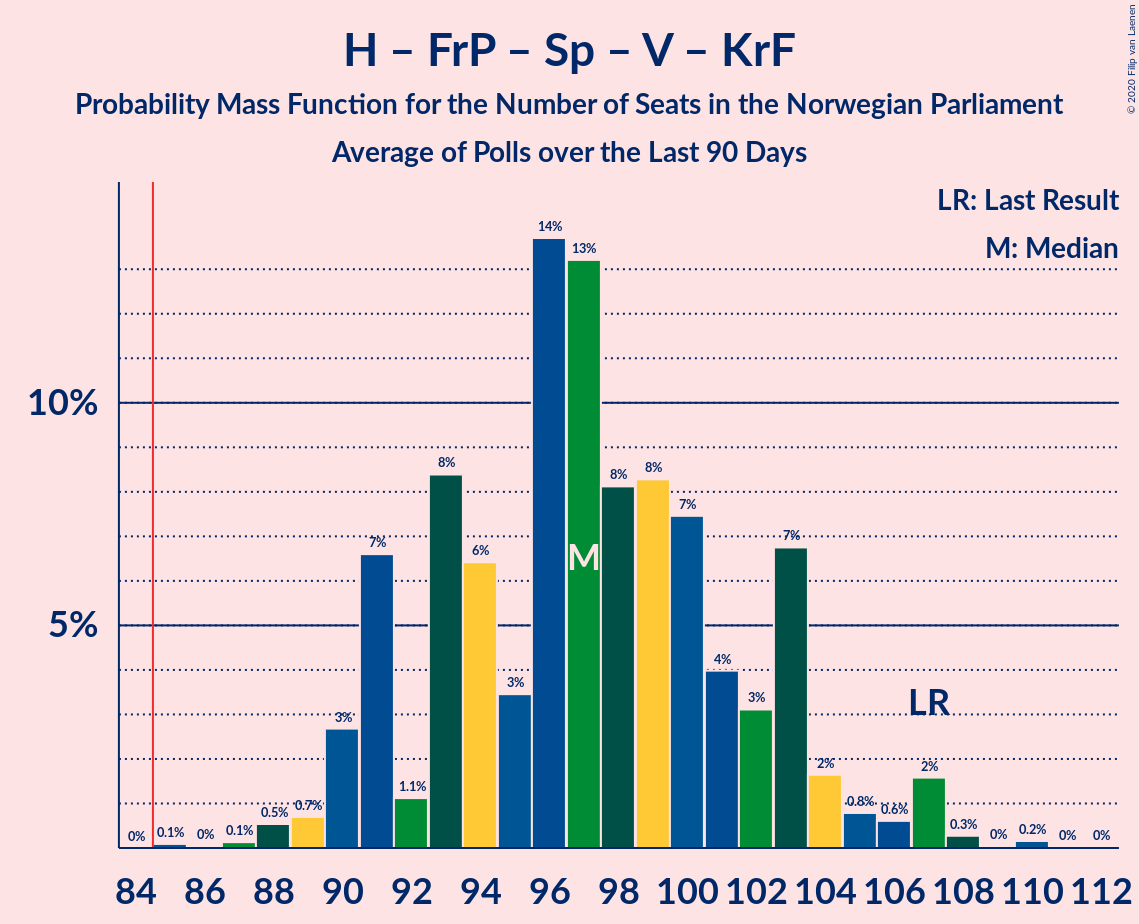 H – FrP – Sp – V – KrF
Probability Mass Function for the Number of Seats in the Norwegian Parliament
Average of Polls over the Last 90 Days
© 2020 Filip van Laenen
LR: Last Result
M: Median
10%
5%
0% 0.1% 0% 0.1% 0.5% 0.7% 3% 7% 1.1% 8% 6% 3% 14% 13% 8% 8% 7% 4% 3% 7% 2% 0.8% 0.6% 2% 0.3% 0% 0.2% 0% 0%
M
LR
84 86 88 90 92 94 96 98 100 102 104 106 108 110 112